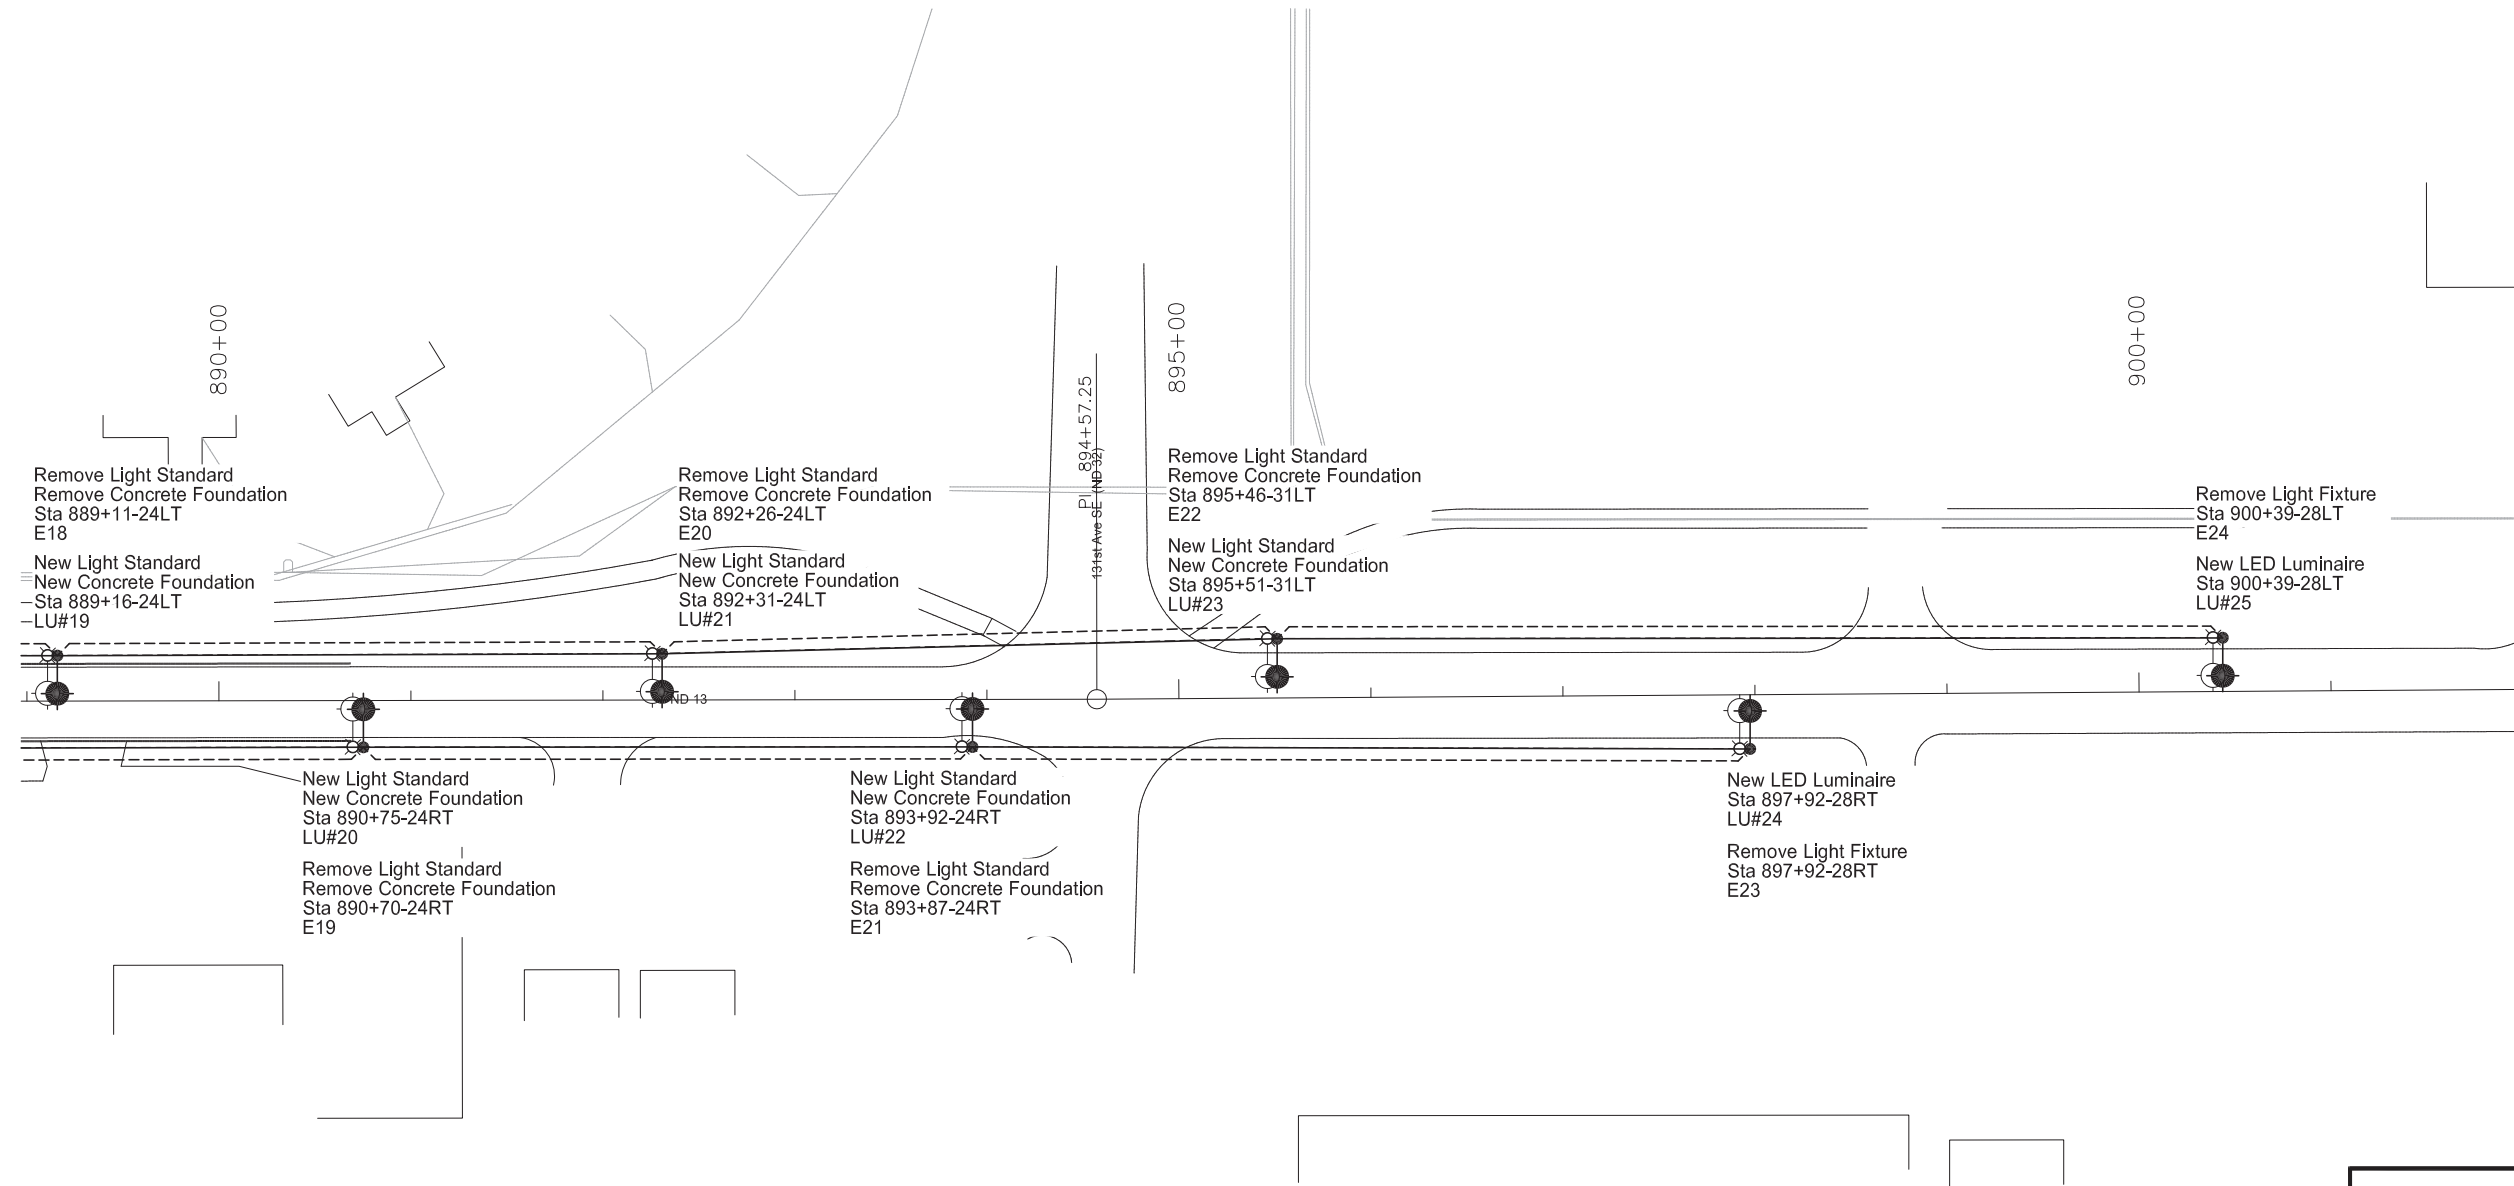 890+00
895+00
900+00
PI 894+57.25
131st Ave SE (ND 32)
Remove Light Standard
Remove Concrete Foundation
Sta 889+11-24LT
E18
New Light Standard
New Concrete Foundation
Sta 889+16-24LT
LU#19
Remove Light Standard
Remove Concrete Foundation
Sta 892+26-24LT
E20
New Light Standard
New Concrete Foundation
Sta 892+31-24LT
LU#21
Remove Light Standard
Remove Concrete Foundation
Sta 895+46-31LT
E22
New Light Standard
New Concrete Foundation
Sta 895+51-31LT
LU#23
Remove Light Fixture
Sta 900+39-28LT
E24
New LED Luminaire
Sta 900+39-28LT
LU#25
ND 13
New Light Standard
New Concrete Foundation
Sta 890+75-24RT
LU#20
Remove Light Standard
Remove Concrete Foundation
Sta 890+70-24RT
E19
New Light Standard
New Concrete Foundation
Sta 893+92-24RT
LU#22
Remove Light Standard
Remove Concrete Foundation
Sta 893+87-24RT
E21
New LED Luminaire
Sta 897+92-28RT
LU#24
Remove Light Fixture
Sta 897+92-28RT
E23